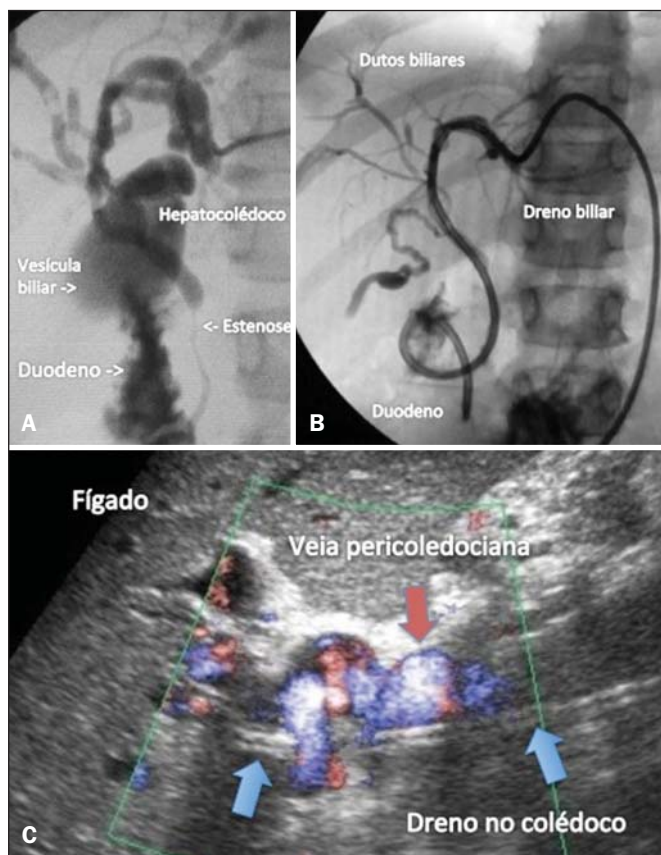 Hepatocolédoco
Vesícula
biliar ->
<- Estenose
Duodeno ->
A
Dutos biliares
Dreno biliar
Duodeno
B
Fígado
Veia pericoledociana
Dreno no colédoco
C